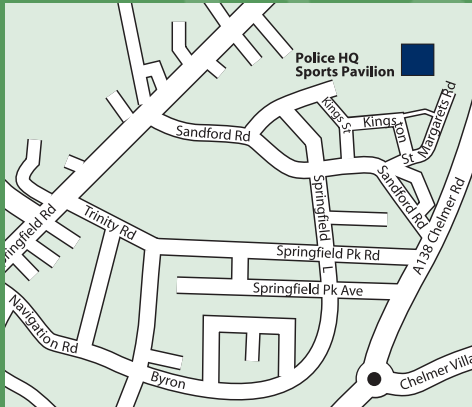 Police HQ
Sports Pavilion
Kings St
Kingston
St Margarets Rd
Sandford Rd
Sandford Rd
Springfield L
A138 Chelmer Rd
Trinity Rd
ringfield Rd
Springfield Pk Rd
Springfield Pk Ave
Navigation Rd
Byron
Chelmer Villa